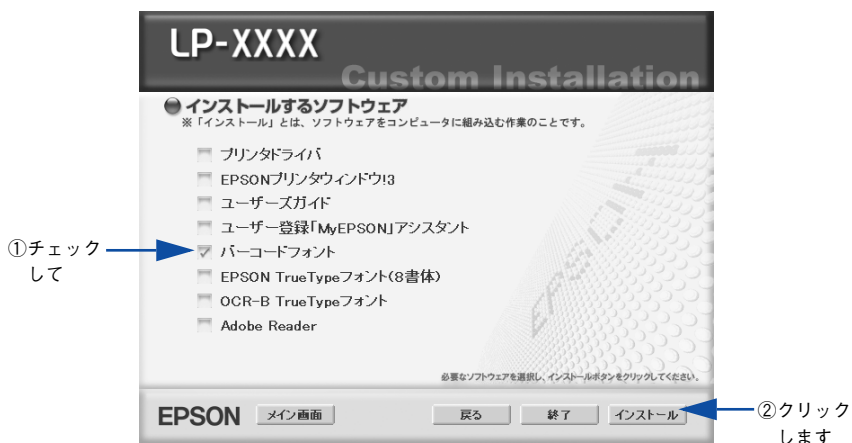 LP-XXXX
Custom Installation
インストールするソフトウェア
※「インストール」とは、ソフトウェアをコンピュータに組み込む作業のことです。
プリンタドライバ
EPSONプリンタウィンドウ!3
ユーザーズガイド
ユーザー登録「MyEPSON」アシスタント
①チェック
して
バーコードフォント
EPSON TrueTypeフォント(8書体)
OCR-B TrueTypeフォント
Adobe Reader
EPSON
必要なソフトウェアを選択し、インストールボタンをクリックしてください。
EPSON
メイン画面
戻る
終了
インストール
②クリック
します